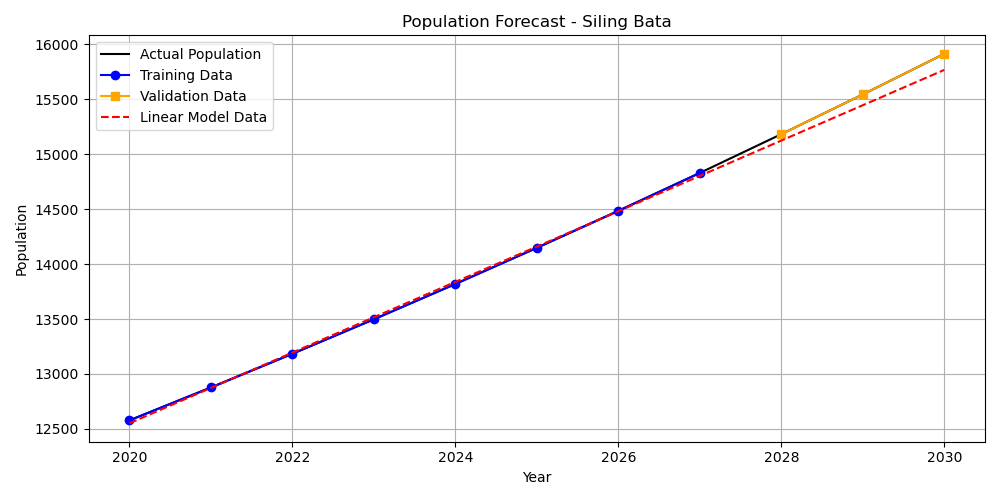 Population Forecast - Siling Bata
Actual Population
Training Data
Validation Data
Linear Model Data
16000
15500
15000
14500
14000
13500
13000
12500
Population
2020
2022
2024
2026
2028
2030
Year